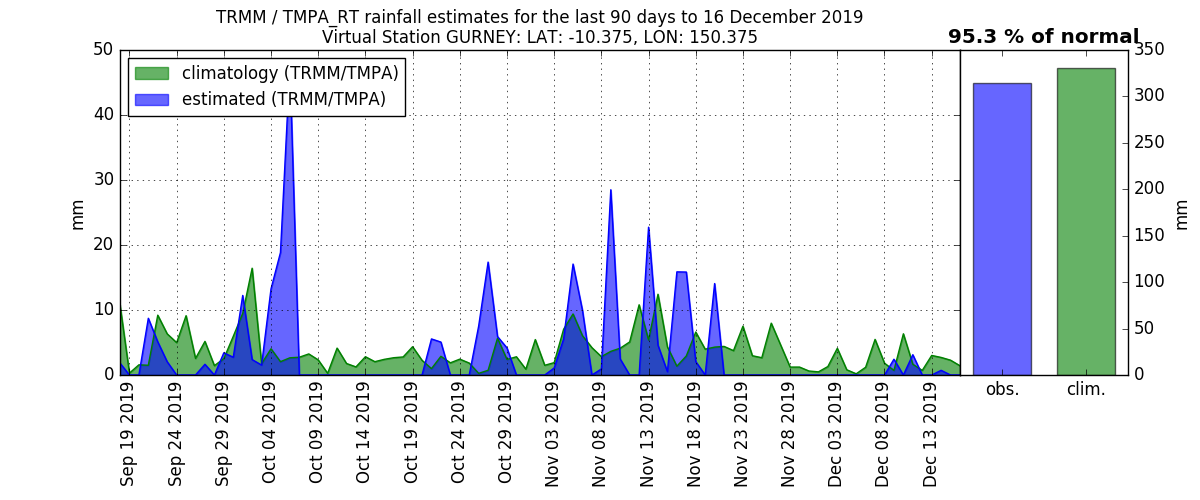 TRMM / TMPA_RT rainfall estimates for the last 90 days to 16 December 2019
Virtual Station GURNEY: LAT: -10.375, LON: 150.375
95.3 % of normal
climatology (TRMM/TMPA)
estimated (TRMM/TMPA)
50
40
30
20
10
0
mm
Sep 19 2019
Sep 24 2019
Sep 29 2019
Oct 04 2019
Oct 09 2019
Oct 14 2019
Oct 19 2019
Oct 24 2019
Oct 29 2019
Nov 03 2019
Nov 08 2019
Nov 13 2019
Nov 18 2019
Nov 23 2019
Nov 28 2019
Dec 03 2019
Dec 08 2019
Dec 13 2019
obs.
clim.
350
300
250
200
150
100
50
0
mm